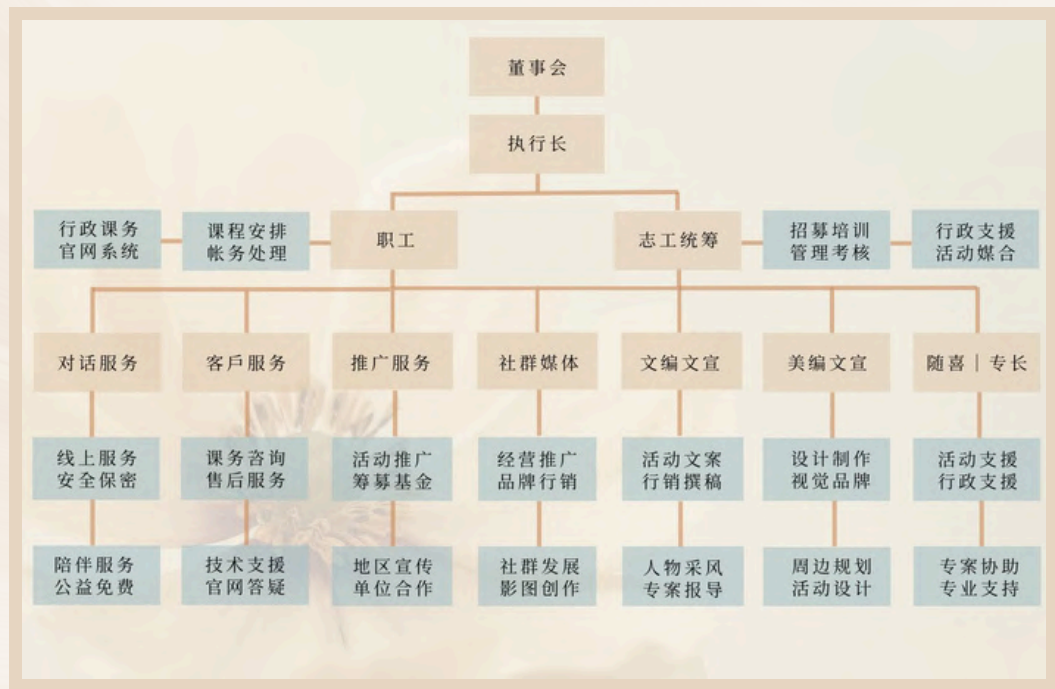 董事会
执行长
行政课务
官网系统
课程安排
帐务处理
职工
志工统筹
招募培训
管理考核
行政支援
活动媒合
对话服务
客戶服务
推广服务
社群媒体
文编文宣
美编文宣
随喜｜专长
线上服务
安全保密
课务咨询
售后服务
活动推广
筹募基金
经营推广
品牌行销
活动文案
行销撰稿
设计制作
视觉品牌
活动支援
行政支援
陪伴服务
公益免费
技术支援
官网答疑
地区宣传
单位合作
社群发展
影图创作
人物采风
专案报导
周边规划
活动设计
专案协助
专业支持